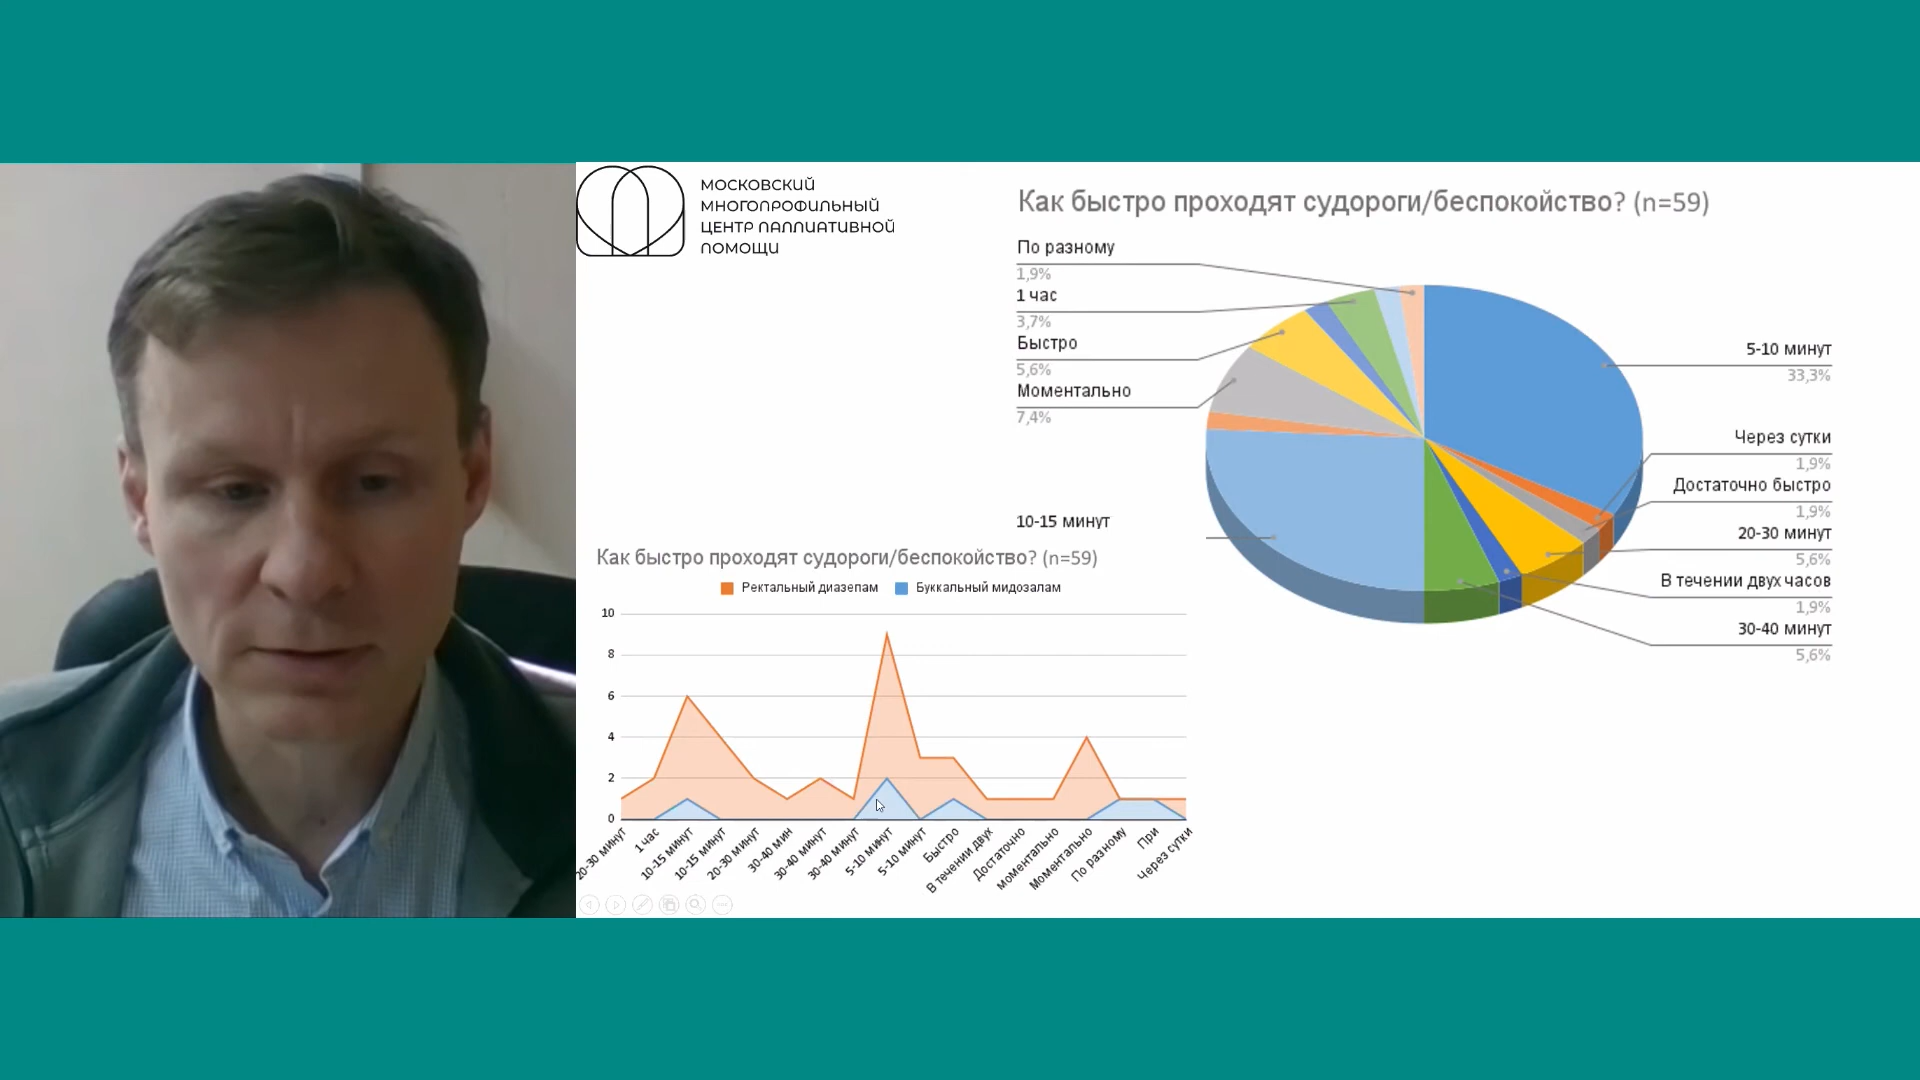 МОСКОВСКИЙ
МНОГОПРОФИЛЬНЫЙ
ЦЕНТР ПАЛЛИАТИВНОЙ
ПОМОЩИ
Как быстро проходят судороги/беспокойство? (n=59)
По разному
1,9%
1 час
3,7%
Быстро
5,6%
Моментально
7,4%
10-15 минут
5-10 минут
33,3%
Через сутки
1,9%
Достаточно быстро
1,9%
20-30 минут
5,6%
В течении двух часов
1,9%
30-40 минут
5,6%
Как быстро проходят судороги/беспокойство? (n=59)
Ректальный диазепам
Буккальный мидозалам
10
8
6
4
2
0
20-30 минут
1 час
10-15 минут
10-15 минут
20-30 минут
30-40 мин
30-40 минут
30-40 минут
5-10 минут
5-10 минут
Быстро
В течении двух
Достаточно
моментально
Моментально
По разному
При
Через сутки